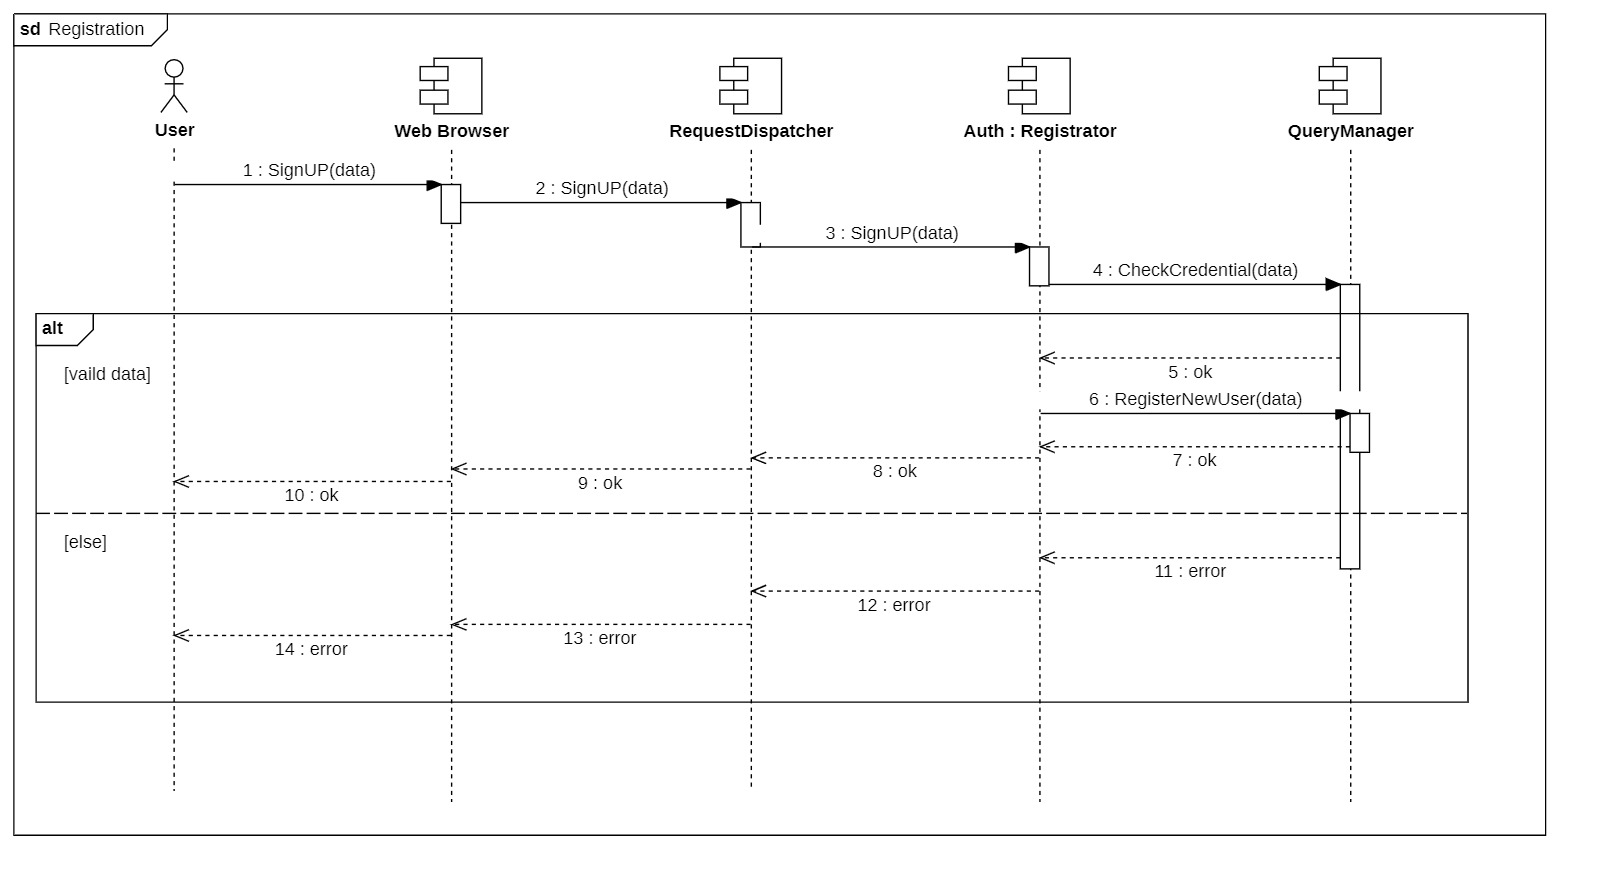 sd Registration
User
Web Browser
RequestDispatcher
Auth : Registrator
QueryManager
1 : SignUP(data)
2 : SignUP(data)
3 : SignUP(data)
4 : CheckCredential(data)
alt
[vaild data]
5 : ok
6 : RegisterNewUser(data)
7 : ok
8 : ok
9 : ok
10 : ok
[else]
11 : error
12 : error
13 : error
14 : error